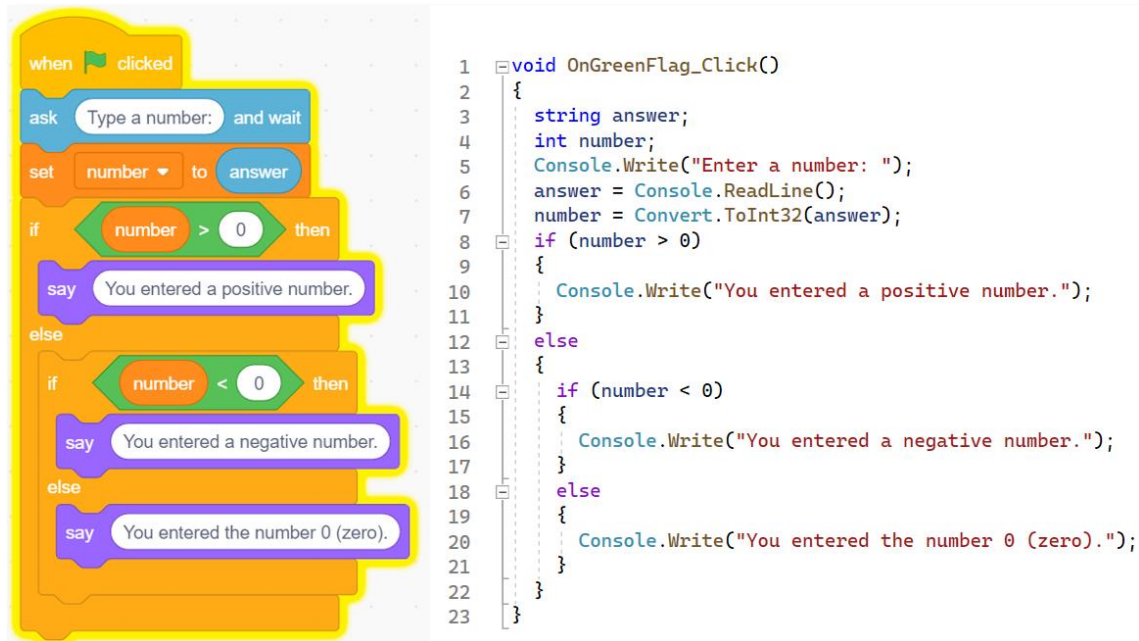 when clicked
ask Type a number: and wait
set number to answer
if number > 0 then
say You entered a positive number.
else
if number < 0 then
say You entered a negative number.
else
say You entered the number 0 (zero).
1 void OnGreenFlag_Click()
2 {
3 string answer;
4 int number;
5 Console.Write("Enter a number: ");
6 answer = Console.ReadLine();
7 number = Convert.ToInt32(answer);
8 if (number > 0)
9 {
10 Console.Write("You entered a positive number.");
11 }
12 else
13 {
14 if (number < 0)
15 {
16 Console.Write("You entered a negative number.");
17 }
18 else
19 {
20 Console.Write("You entered the number 0 (zero).");
21 }
22 }
23 }